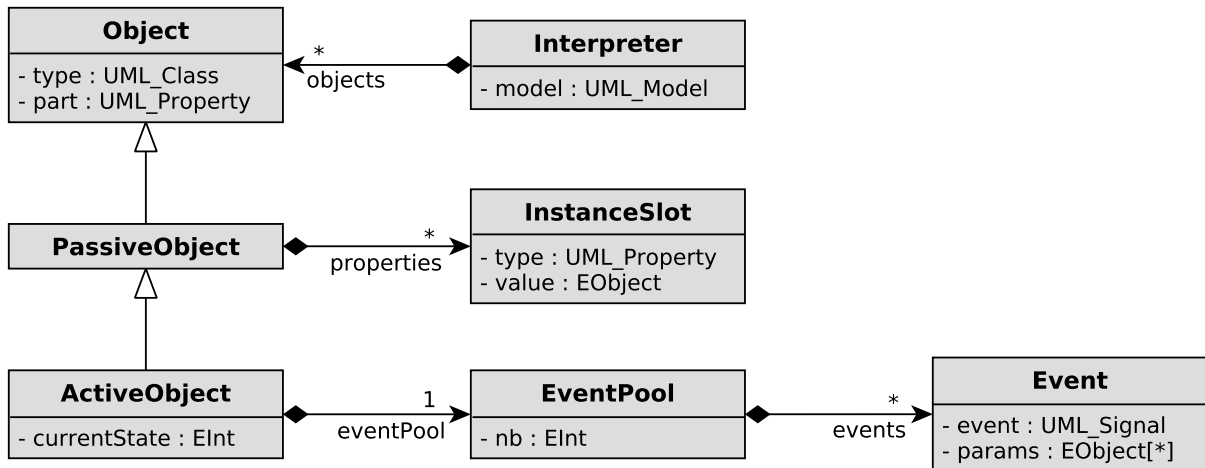 Object
- type : UML_Class
- part : UML_Property
*
objects
Interpreter
- model : UML_Model
PassiveObject
*
properties
InstanceSlot
- type : UML_Property
- value : EObject
ActiveObject
- currentState : EInt
1
eventPool
EventPool
- nb : EInt
*
events
Event
- event : UML_Signal
- params : EObject[*]